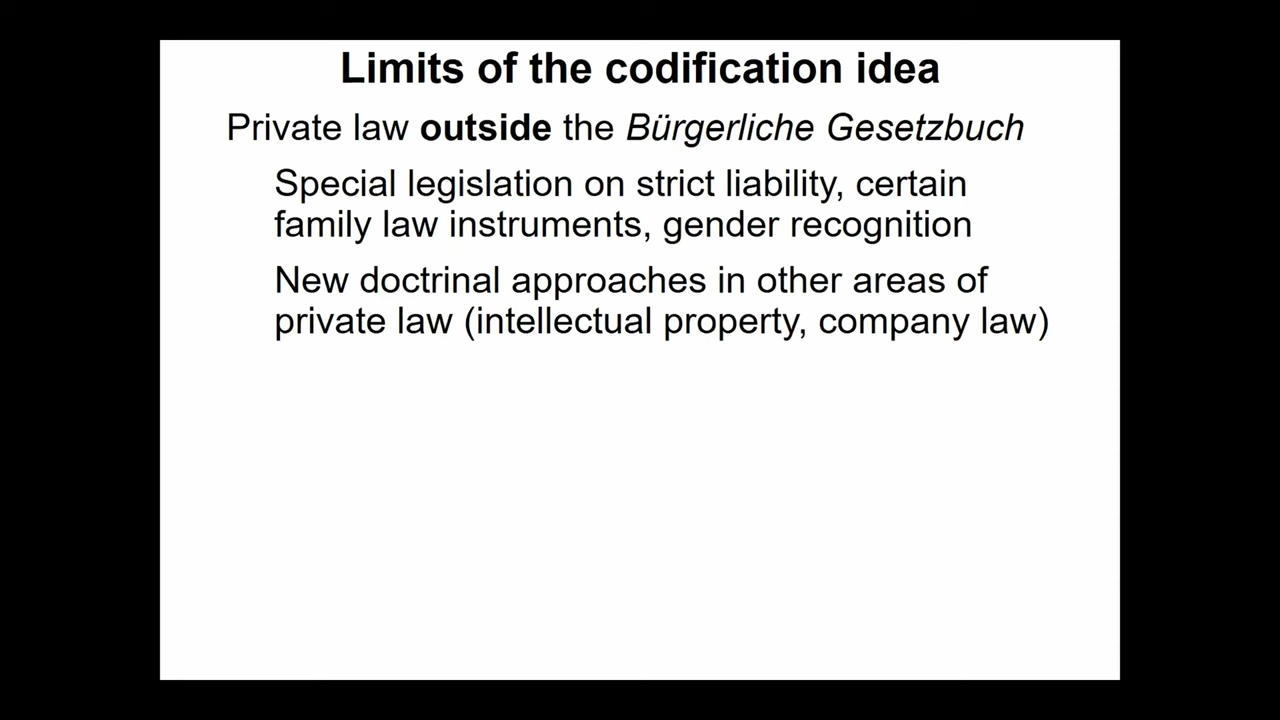 Limits of the codification idea
Private law outside the Bürgerliche Gesetzbuch
Special legislation on strict liability, certain
family law instruments, gender recognition
New doctrinal approaches in other areas of
private law (intellectual property, company law)